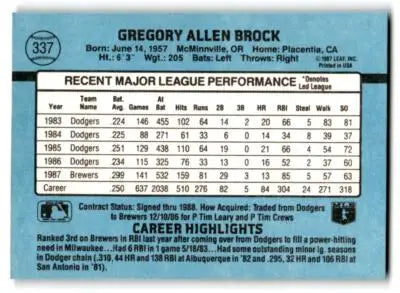 337
GREGORY ALLEN BROCK
Born: June 14, 1957 McMinnville, OR Home: Placentia, CA
Ht.: 6' 3" Wgt.: 205 Bats: Left Throws: Right
©1987 LEAF, INC.
Printed in USA
RECENT MAJOR LEAGUE PERFORMANCE *Denotes Led League
Year Team Name Bat. Avg. Games At Bat Hits Runs 2B 3B HR RBI Steal Walk SO
1983 Dodgers .224 146 455 102 64 14 2 20 66 5 83 81
1984 Dodgers .225 88 271 61 33 6 0 14 34 8 39 37
1985 Dodgers .251 129 438 110 64 19 0 21 66 4 54 72
1986 Dodgers .234 115 325 76 33 13 0 16 52 2 37 60
1987 Brewers .299 141 532 159 81 29 3 13 85 5 57 63
Career .250 637 2038 510 276 82 5 84 304 24 271 318
Contract Status: Signed thru 1988. How Acquired: Traded from Dodgers
to Brewers 12/10/86 for P Tim Leary and P Tim Crews
CAREER HIGHLIGHTS
Ranked 3rd on Brewers in RBI last year after coming over from Dodgers to fill a power-hitting
need in Milwaukee...Had 6 RBI in 1 game 5/16/83...Had some outstanding minor lg. seasons
in Dodger chain (.310, 44 HR and 138 RBI at Albuquerque in '82 and .295, 32 HR and 106 RBI at
San Antonio in '81).